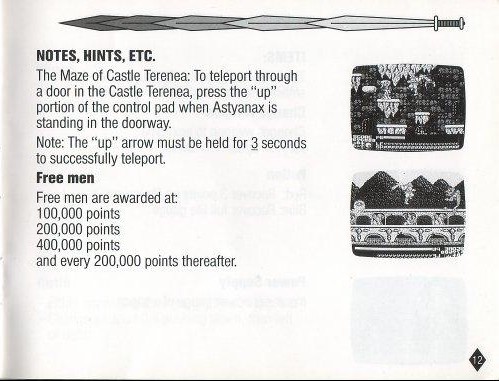 NOTES, HINTS, ETC.
The Maze of Castle Terenea: To teleport through
a door in the Castle Terenea, press the “up”
portion of the control pad when Astyanax is
standing in the doorway.
Note: The “up” arrow must be held for 3 seconds
to successfully teleport.
Free men
Free men are awarded at:
100,000 points
200,000 points
400,000 points
and every 200,000 points thereafter.
12